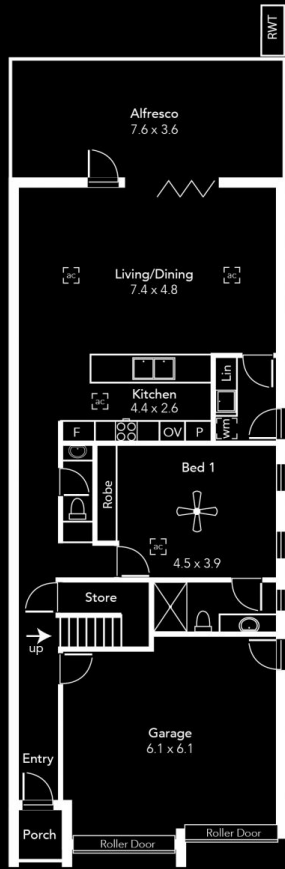 RWT
Alfresco
7.6 x 3.6
ac
Living/Dining
7.4 x 4.8
ac
Lin
Kitchen
4.4 x 2.6
ac
wm
F
OV
P
Bed 1
Robe
ac
4.5 x 3.9
Store
up
Garage
6.1 x 6.1
Entry
Porch
Roller Door
Roller Door